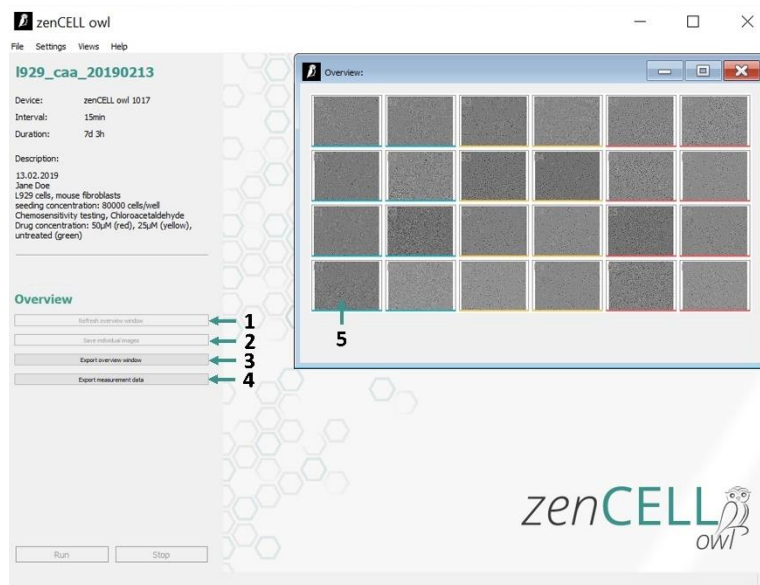 zenCELL owl
File Settings Views Help
l929_caa_20190213
Device: zenCELL owl 1017
Interval: 15min
Duration: 7d 3h
Description:
13.02.2019
Jane Doe
L929 cells, mouse fibroblasts
seeding concentration: 80000 cells/well
Chemosensitivity testing, Chloroacetaldehyde
Drug concentration: 50µM (red), 25µM (yellow),
untreated (green)
Overview
Refresh overview window
Save individual images
Export overview window
Export measurement data
1
2
3
4
Run Stop
Overview:
5
zenCELL
owl